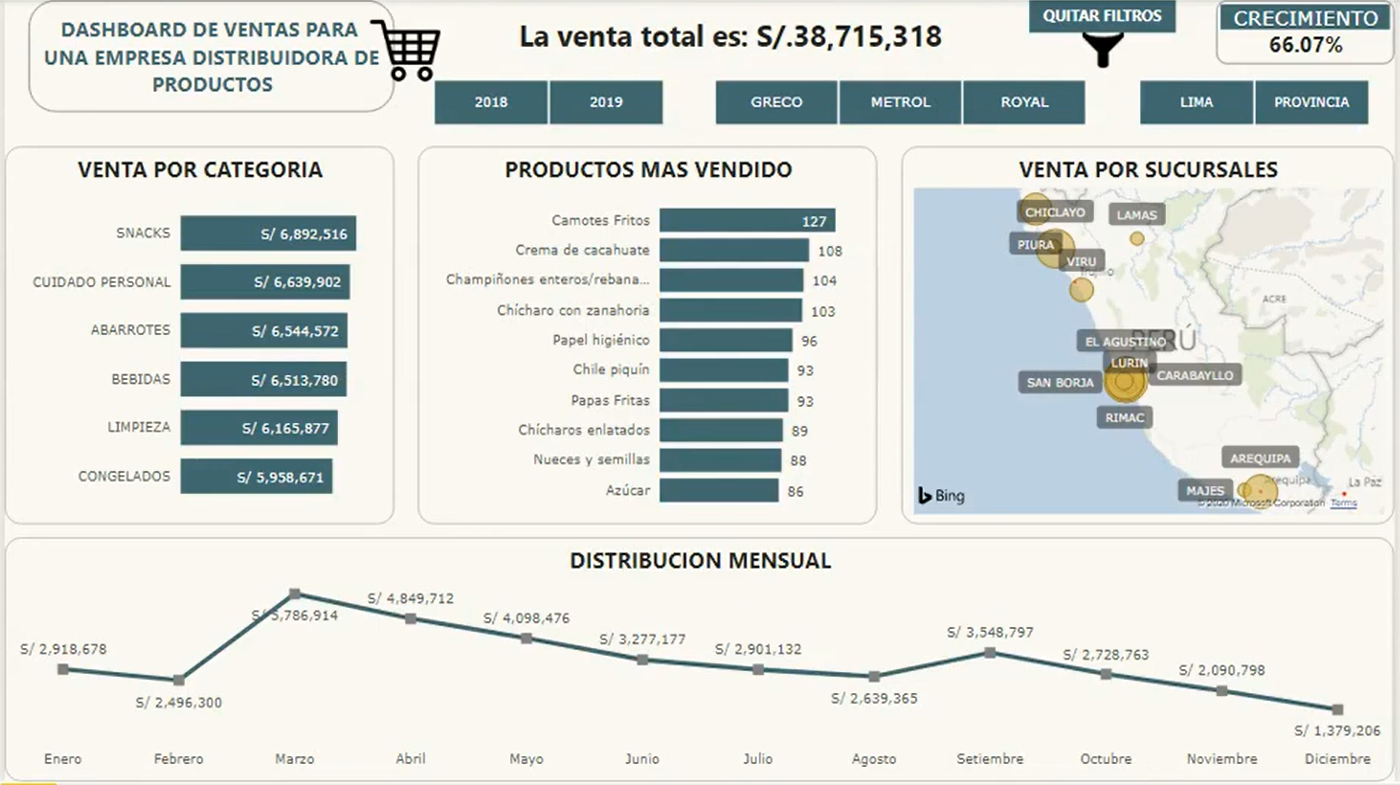 DASHBOARD DE VENTAS PARA
UNA EMPRESA DISTRIBUIDORA DE
PRODUCTOS
La venta total es: S/.38,715,318
QUITAR FILTROS
CRECIMIENTO
66.07%
2018
2019
GRECO
METROL
ROYAL
LIMA
PROVINCIA
VENTA POR CATEGORIA
SNACKS
S/ 6,892,516
CUIDADO PERSONAL
S/ 6,639,902
ABARROTES
S/ 6,544,572
BEBIDAS
S/ 6,513,780
LIMPIEZA
S/ 6,165,877
CONGELADOS
S/ 5,958,671
PRODUCTOS MAS VENDIDO
Camotes Fritos
127
Crema de cacahuate
108
Champiñones enteros/rebana...
104
Chícharo con zanahoria
103
Papel higiénico
96
Chile piquín
93
Papas Fritas
93
Chícharos enlatados
89
Nueces y semillas
88
Azúcar
86
VENTA POR SUCURSALES
CHICLAYO
LAMAS
PIURA
VIRU
Trujillo
ACRE
PERÚ
EL AGUSTINO
LURIN
CARABAYLLO
SAN BORJA
RIMAC
AREQUIPA
MAJES
Arequipa
La Paz
Bing
© 2020 Microsoft Corporation
Terms
DISTRIBUCION MENSUAL
S/ 2,918,678
S/ 2,496,300
S/ 5,786,914
S/ 4,849,712
S/ 4,098,476
S/ 3,277,177
S/ 2,901,132
S/ 2,639,365
S/ 3,548,797
S/ 2,728,763
S/ 2,090,798
S/ 1,379,206
Enero
Febrero
Marzo
Abril
Mayo
Junio
Julio
Agosto
Setiembre
Octubre
Noviembre
Diciembre